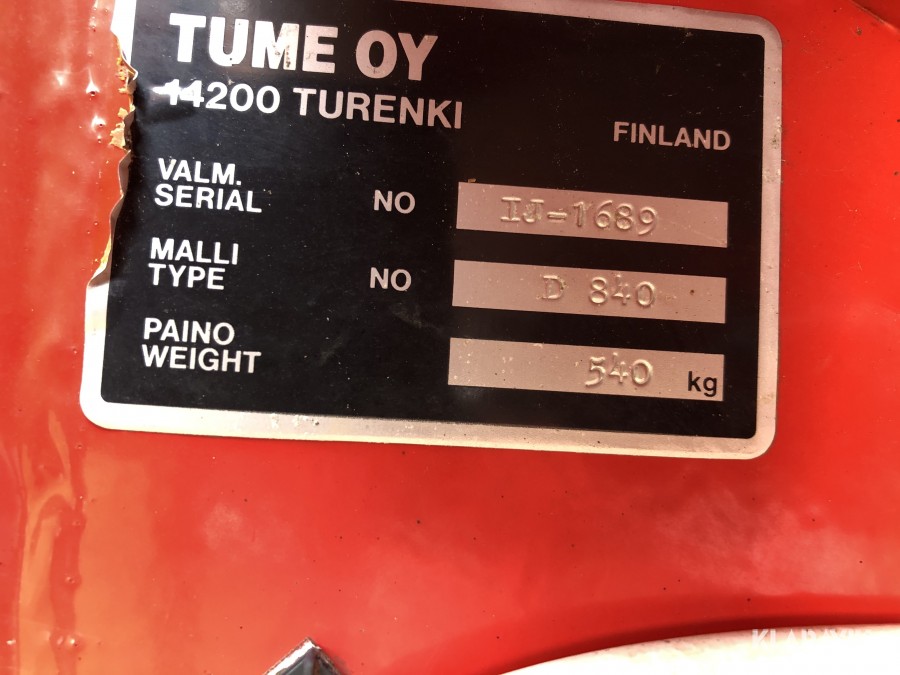 TUME OY
14200 TURENKI
FINLAND
VALM.
SERIAL NO IJ-1689
MALLI
TYPE NO D 840
PAINO
WEIGHT 540 kg